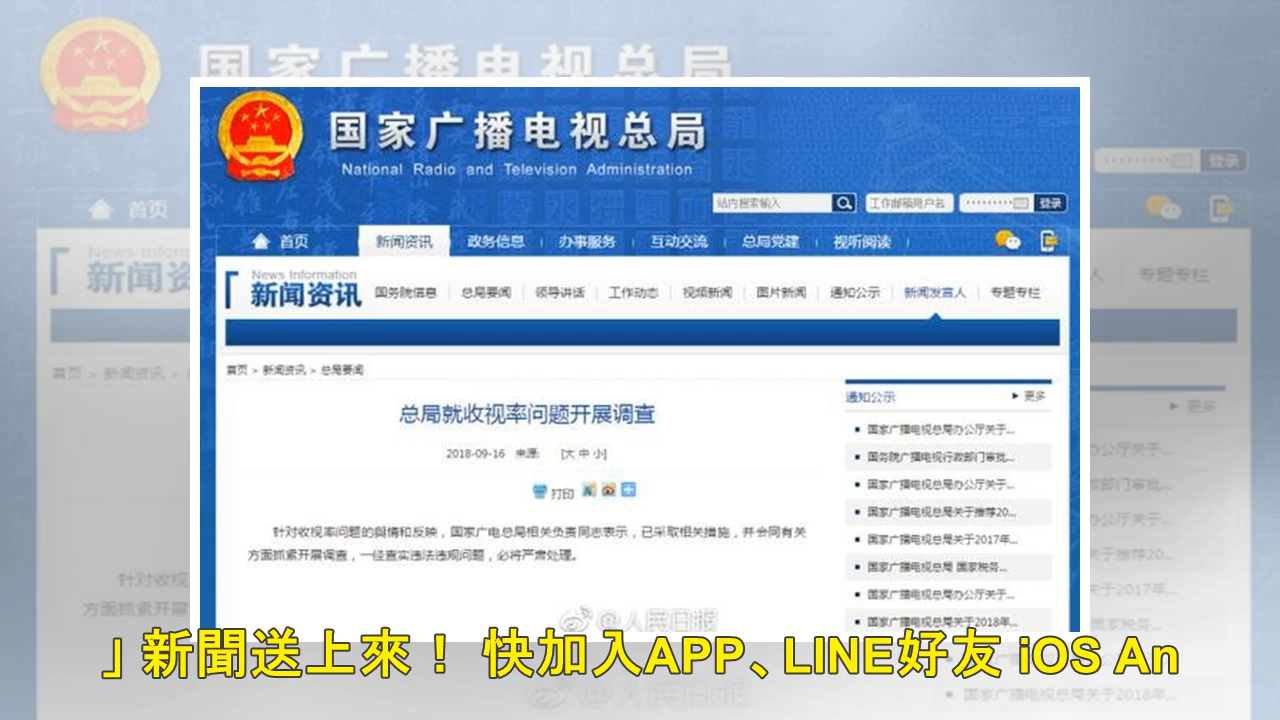 国家广播电视总局
国家广播电视总局
National Radio and Television Administration
站内搜索输入
工作邮箱用户名
登录
登录
首页
首页
新闻资讯
政务信息
办事服务
互动交流
总局党建
视听阅读
News Information
新闻资讯
国务院信息
总局要闻
领导讲话
工作动态
视频新闻
图片新闻
通知公示
新闻发言人
专题专栏
专题专栏
首页 > 新闻资讯 > 总局要闻
总局就收视率问题开展调查
2018-09-16 来源: [大 中 小]
打印
针对收视率问题的舆情和反映，国家广电总局相关负责同志表示，已采取相关措施，并会同有关
方面抓紧开展调查，一经查实违法违规问题，必将严肃处理。
通知公示
更多
国家广播电视总局办公厅关于...
国务院广播电视行政部门审批...
国家广播电视总局办公厅关于...
国家广播电视总局关于推荐20...
国家广播电视总局关于2017年...
国家广播电视总局 国家税务...
国家广播电视总局办公厅关于...
国家广播电视总局关于2018年...
@人民日报
」新聞送上來！ 快加入APP、LINE好友 iOS An